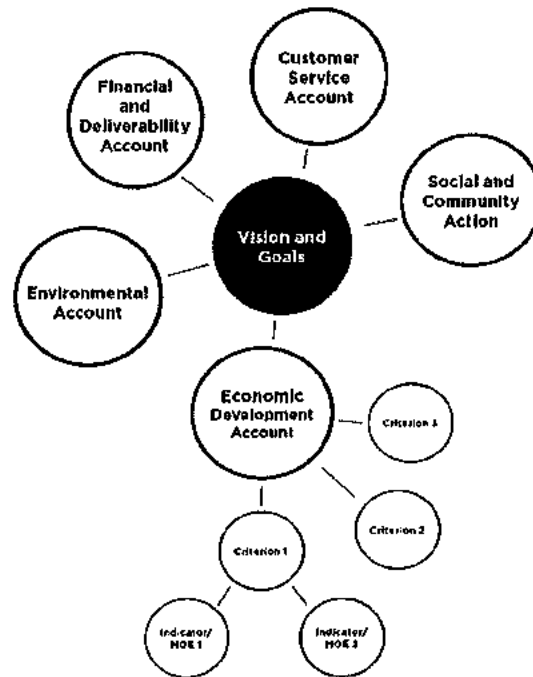 Customer
Service
Account
Financial
and
Deliverability
Account
Social and
Community
Action
Vision and
Goals
Environmental
Account
Economic
Development
Account
Criterion 3
Criterion 2
Criterion 1
Indicator/
MOE 1
Indicator/
MOE